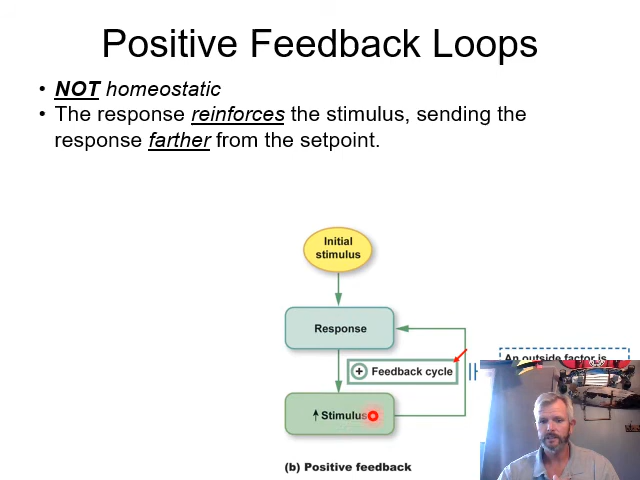 Positive Feedback Loops
• NOT homeostatic
• The response reinforces the stimulus, sending the
response farther from the setpoint.
Initial
stimulus
Response
+ Feedback cycle
An outside factor is
↑ Stimulus
(b) Positive feedback